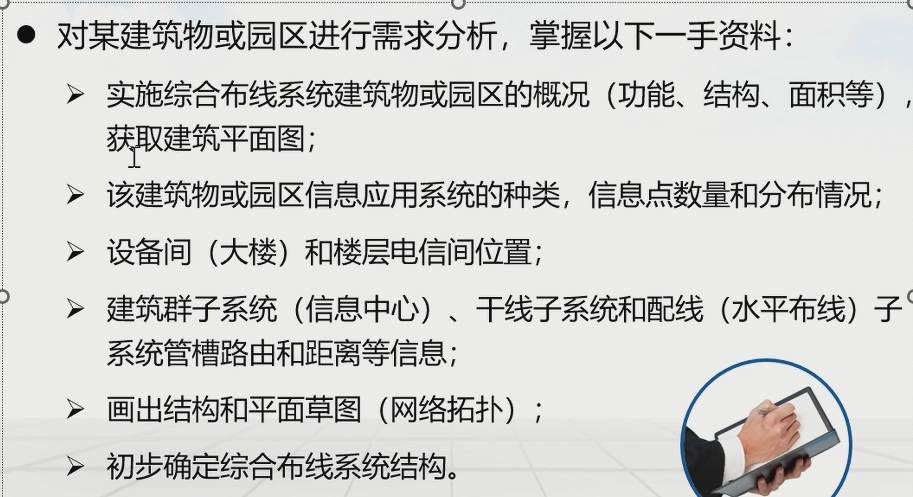 ● 对某建筑物或园区进行需求分析，掌握以下一手资料：
➢ 实施综合布线系统建筑物或园区的概况（功能、结构、面积等），
获取建筑平面图；
➢ 该建筑物或园区信息应用系统的种类，信息点数量和分布情况；
➢ 设备间（大楼）和楼层电信间位置；
➢ 建筑群子系统（信息中心）、干线子系统和配线（水平布线）子
系统管槽路由和距离等信息；
➢ 画出结构和平面草图（网络拓扑）；
➢ 初步确定综合布线系统结构。